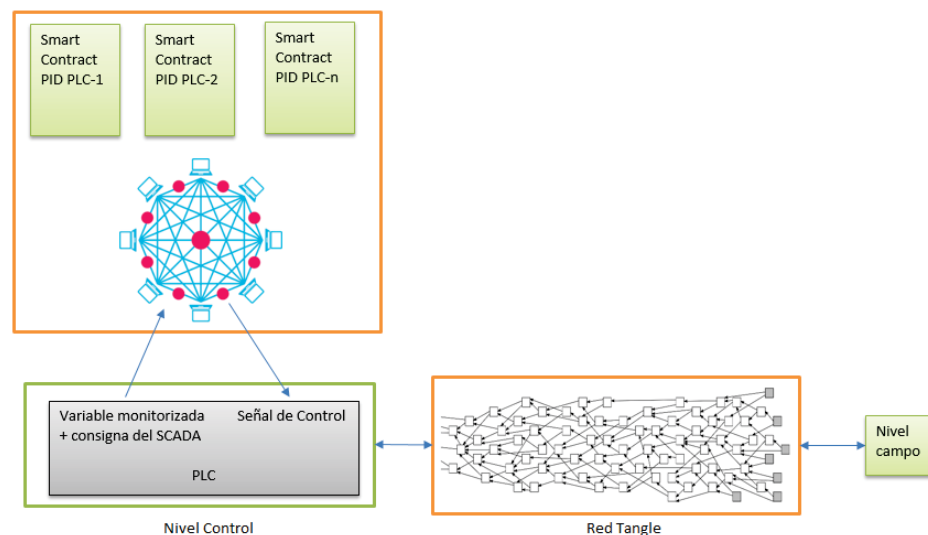 Smart
Contract
PID PLC-1
Smart
Contract
PID PLC-2
Smart
Contract
PID PLC-n
Variable monitorizada
+ consigna del SCADA
Señal de Control
PLC
Nivel
campo
Nivel Control
Red Tangle